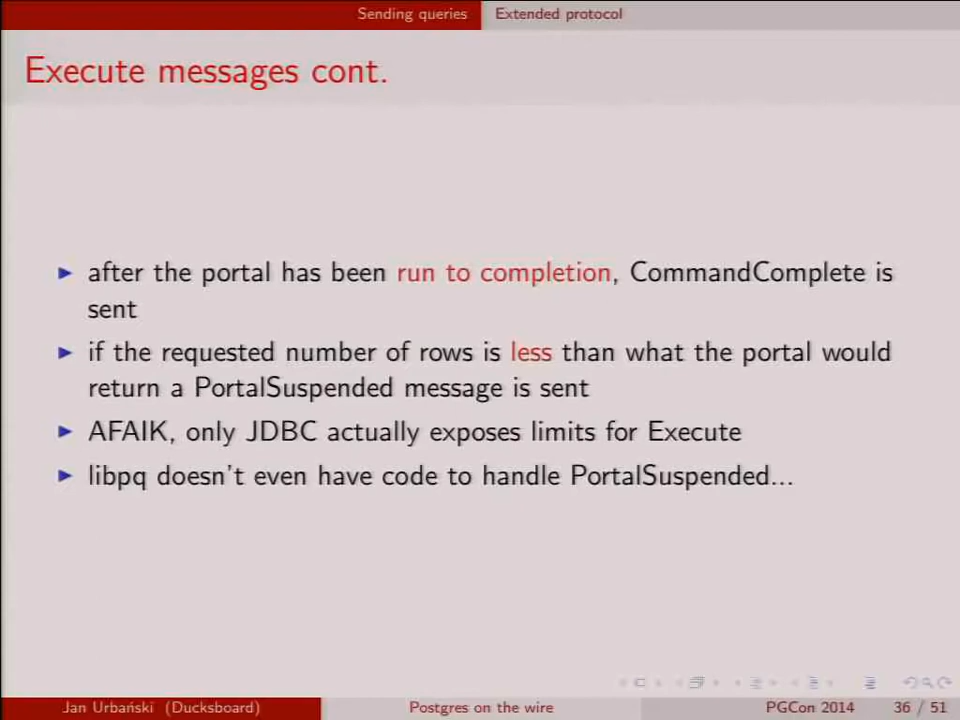 Sending queries Extended protocol
Execute messages cont.
after the portal has been run to completion, CommandComplete is
sent
if the requested number of rows is less than what the portal would
return a PortalSuspended message is sent
AFAIK, only JDBC actually exposes limits for Execute
libpq doesn't even have code to handle PortalSuspended...
Jan Urbański (Ducksboard) Postgres on the wire PGCon 2014 36 / 51